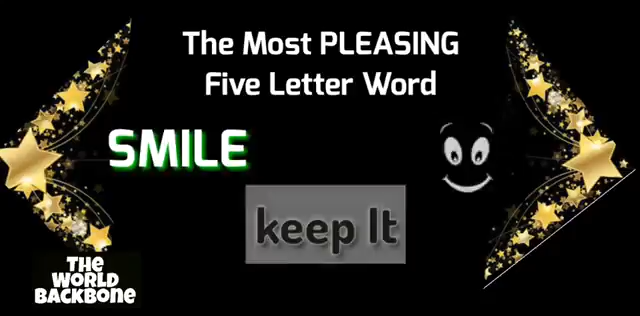 The Most PLEASING
Five Letter Word
SMILE
keep It
THE
WORLD
BACKBONE